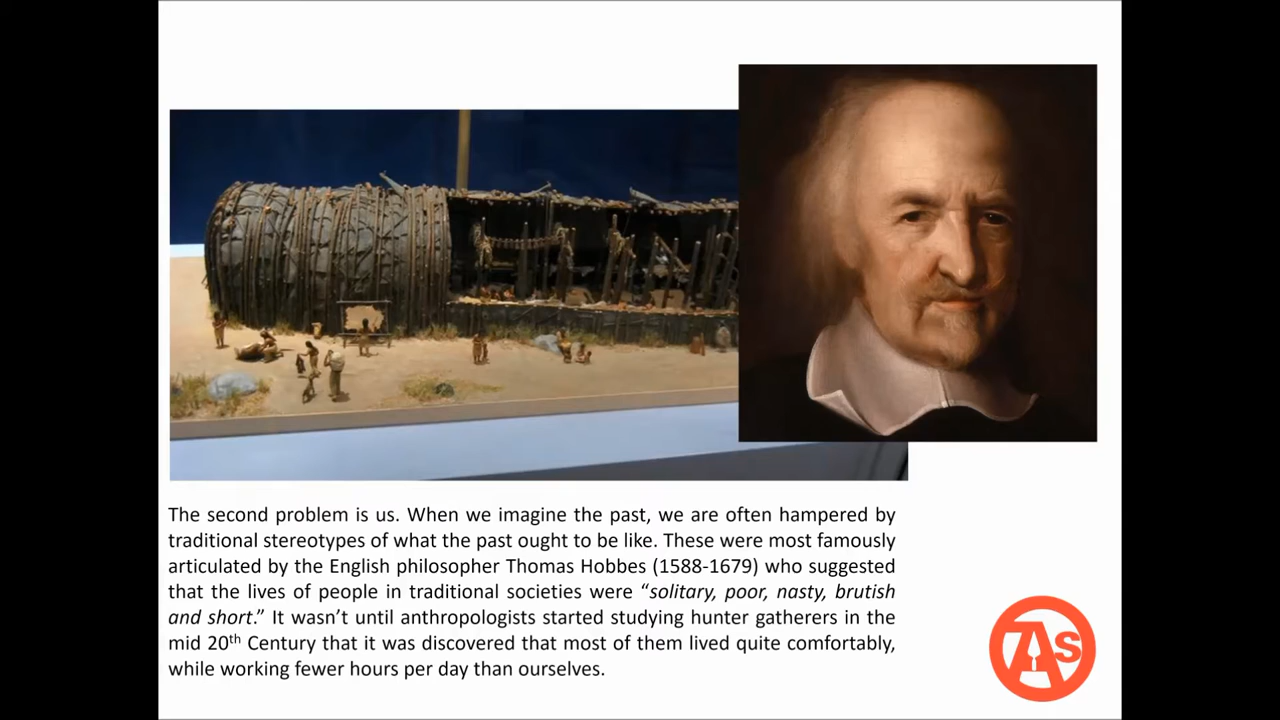 The second problem is us. When we imagine the past, we are often hampered by
traditional stereotypes of what the past ought to be like. These were most famously
articulated by the English philosopher Thomas Hobbes (1588-1679) who suggested
that the lives of people in traditional societies were “solitary, poor, nasty, brutish
and short.” It wasn’t until anthropologists started studying hunter gatherers in the
mid 20th Century that it was discovered that most of them lived quite comfortably,
while working fewer hours per day than ourselves.
7As